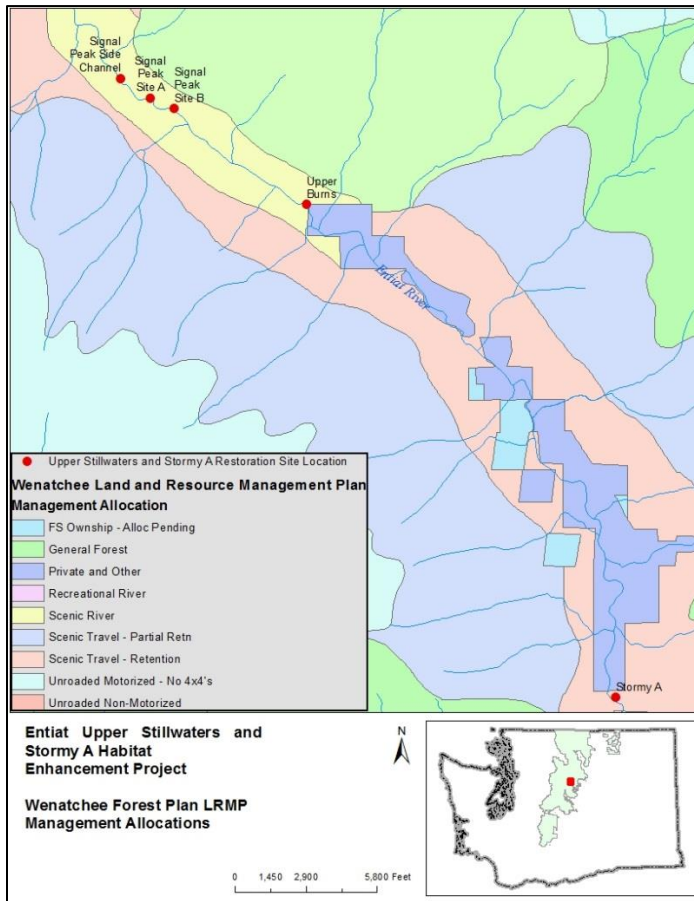 Signal
Peak Side
Channel
Signal
Peak
Site A
Signal
Peak
Site B
Upper
Burns
Entiat River
Stormy A
Upper Stillwaters and Stormy A Restoration Site Location
Wenatchee Land and Resource Management Plan
Management Allocation
FS Ownship - Alloc Pending
General Forest
Private and Other
Recreational River
Scenic River
Scenic Travel - Partial Retn
Scenic Travel - Retention
Unroaded Motorized - No 4x4's
Unroaded Non-Motorized
Entiat Upper Stillwaters and
Stormy A Habitat
Enhancement Project
Wenatchee Forest Plan LRMP
Management Allocations
N
0 1,450 2,900 5,800 Feet